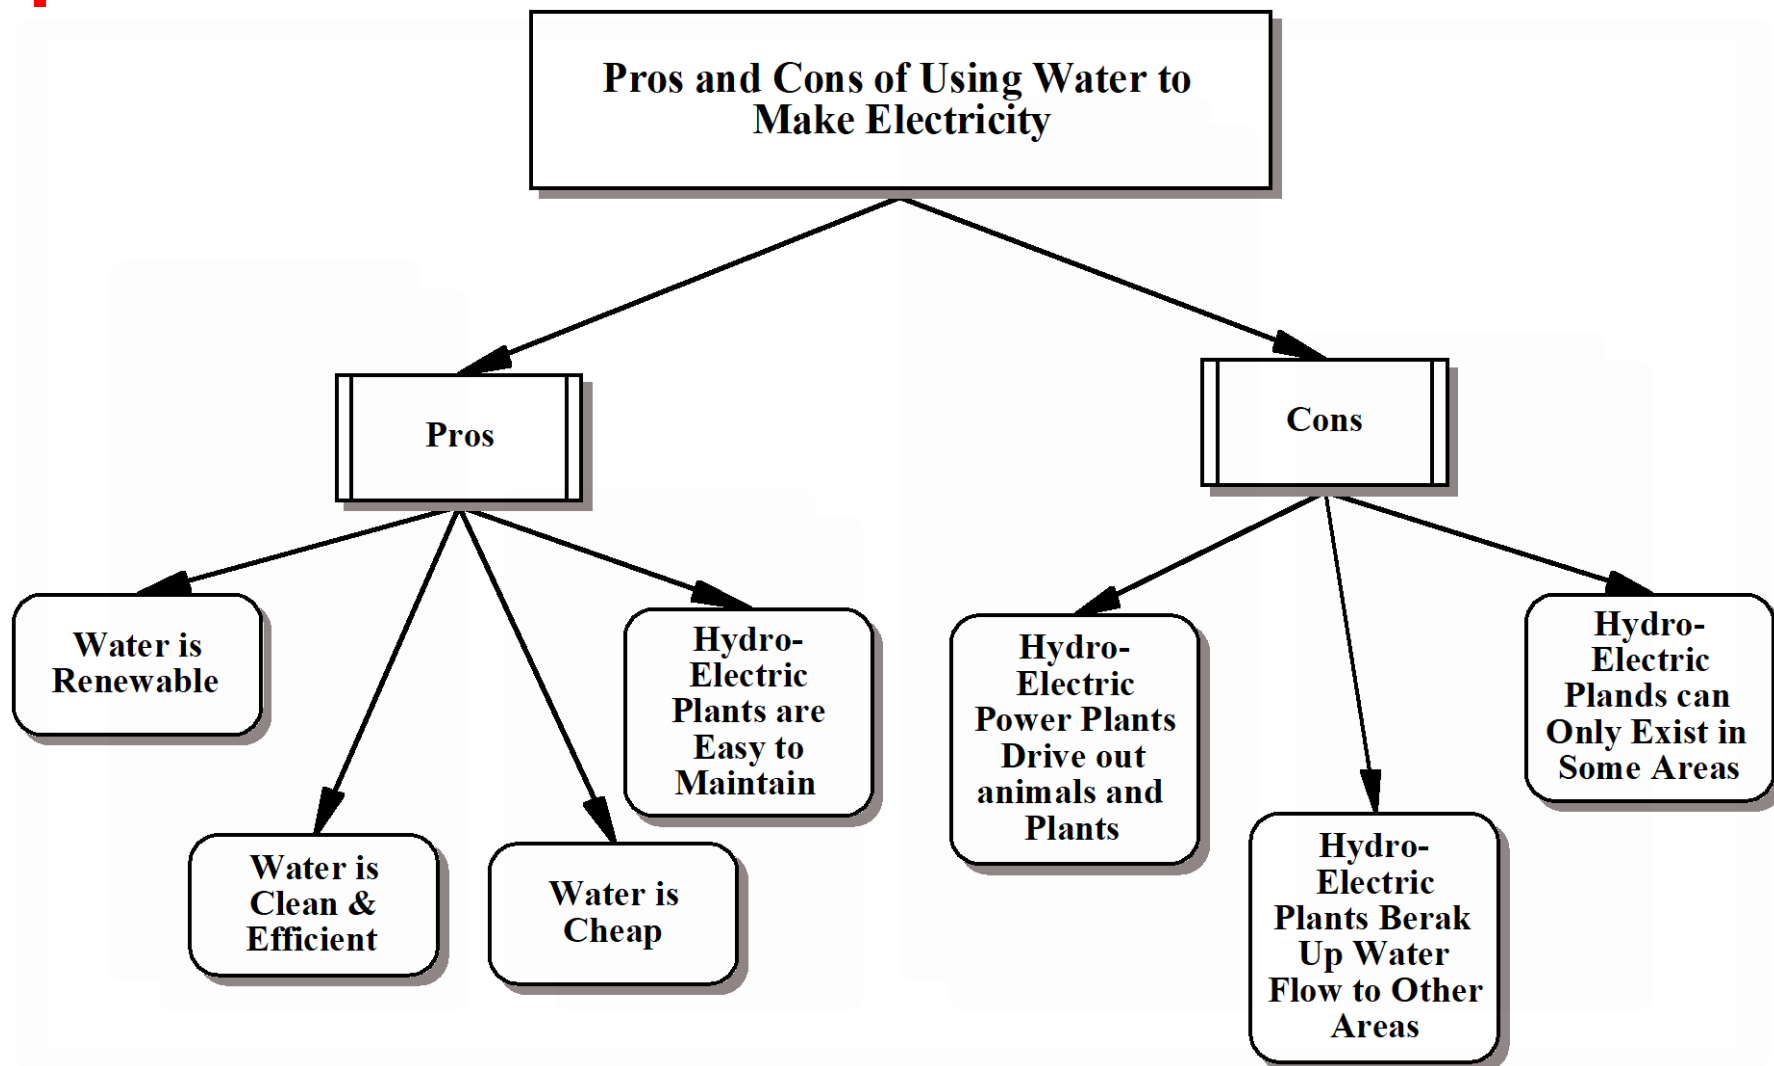 Pros and Cons of Using Water to
Make Electricity
Pros
Cons
Water is
Renewable
Water is
Clean &
Efficient
Water is
Cheap
Hydro-
Electric
Plants are
Easy to
Maintain
Hydro-
Electric
Power Plants
Drive out
animals and
Plants
Hydro-
Electric
Plants Berak
Up Water
Flow to Other
Areas
Hydro-
Electric
Plands can
Only Exist in
Some Areas